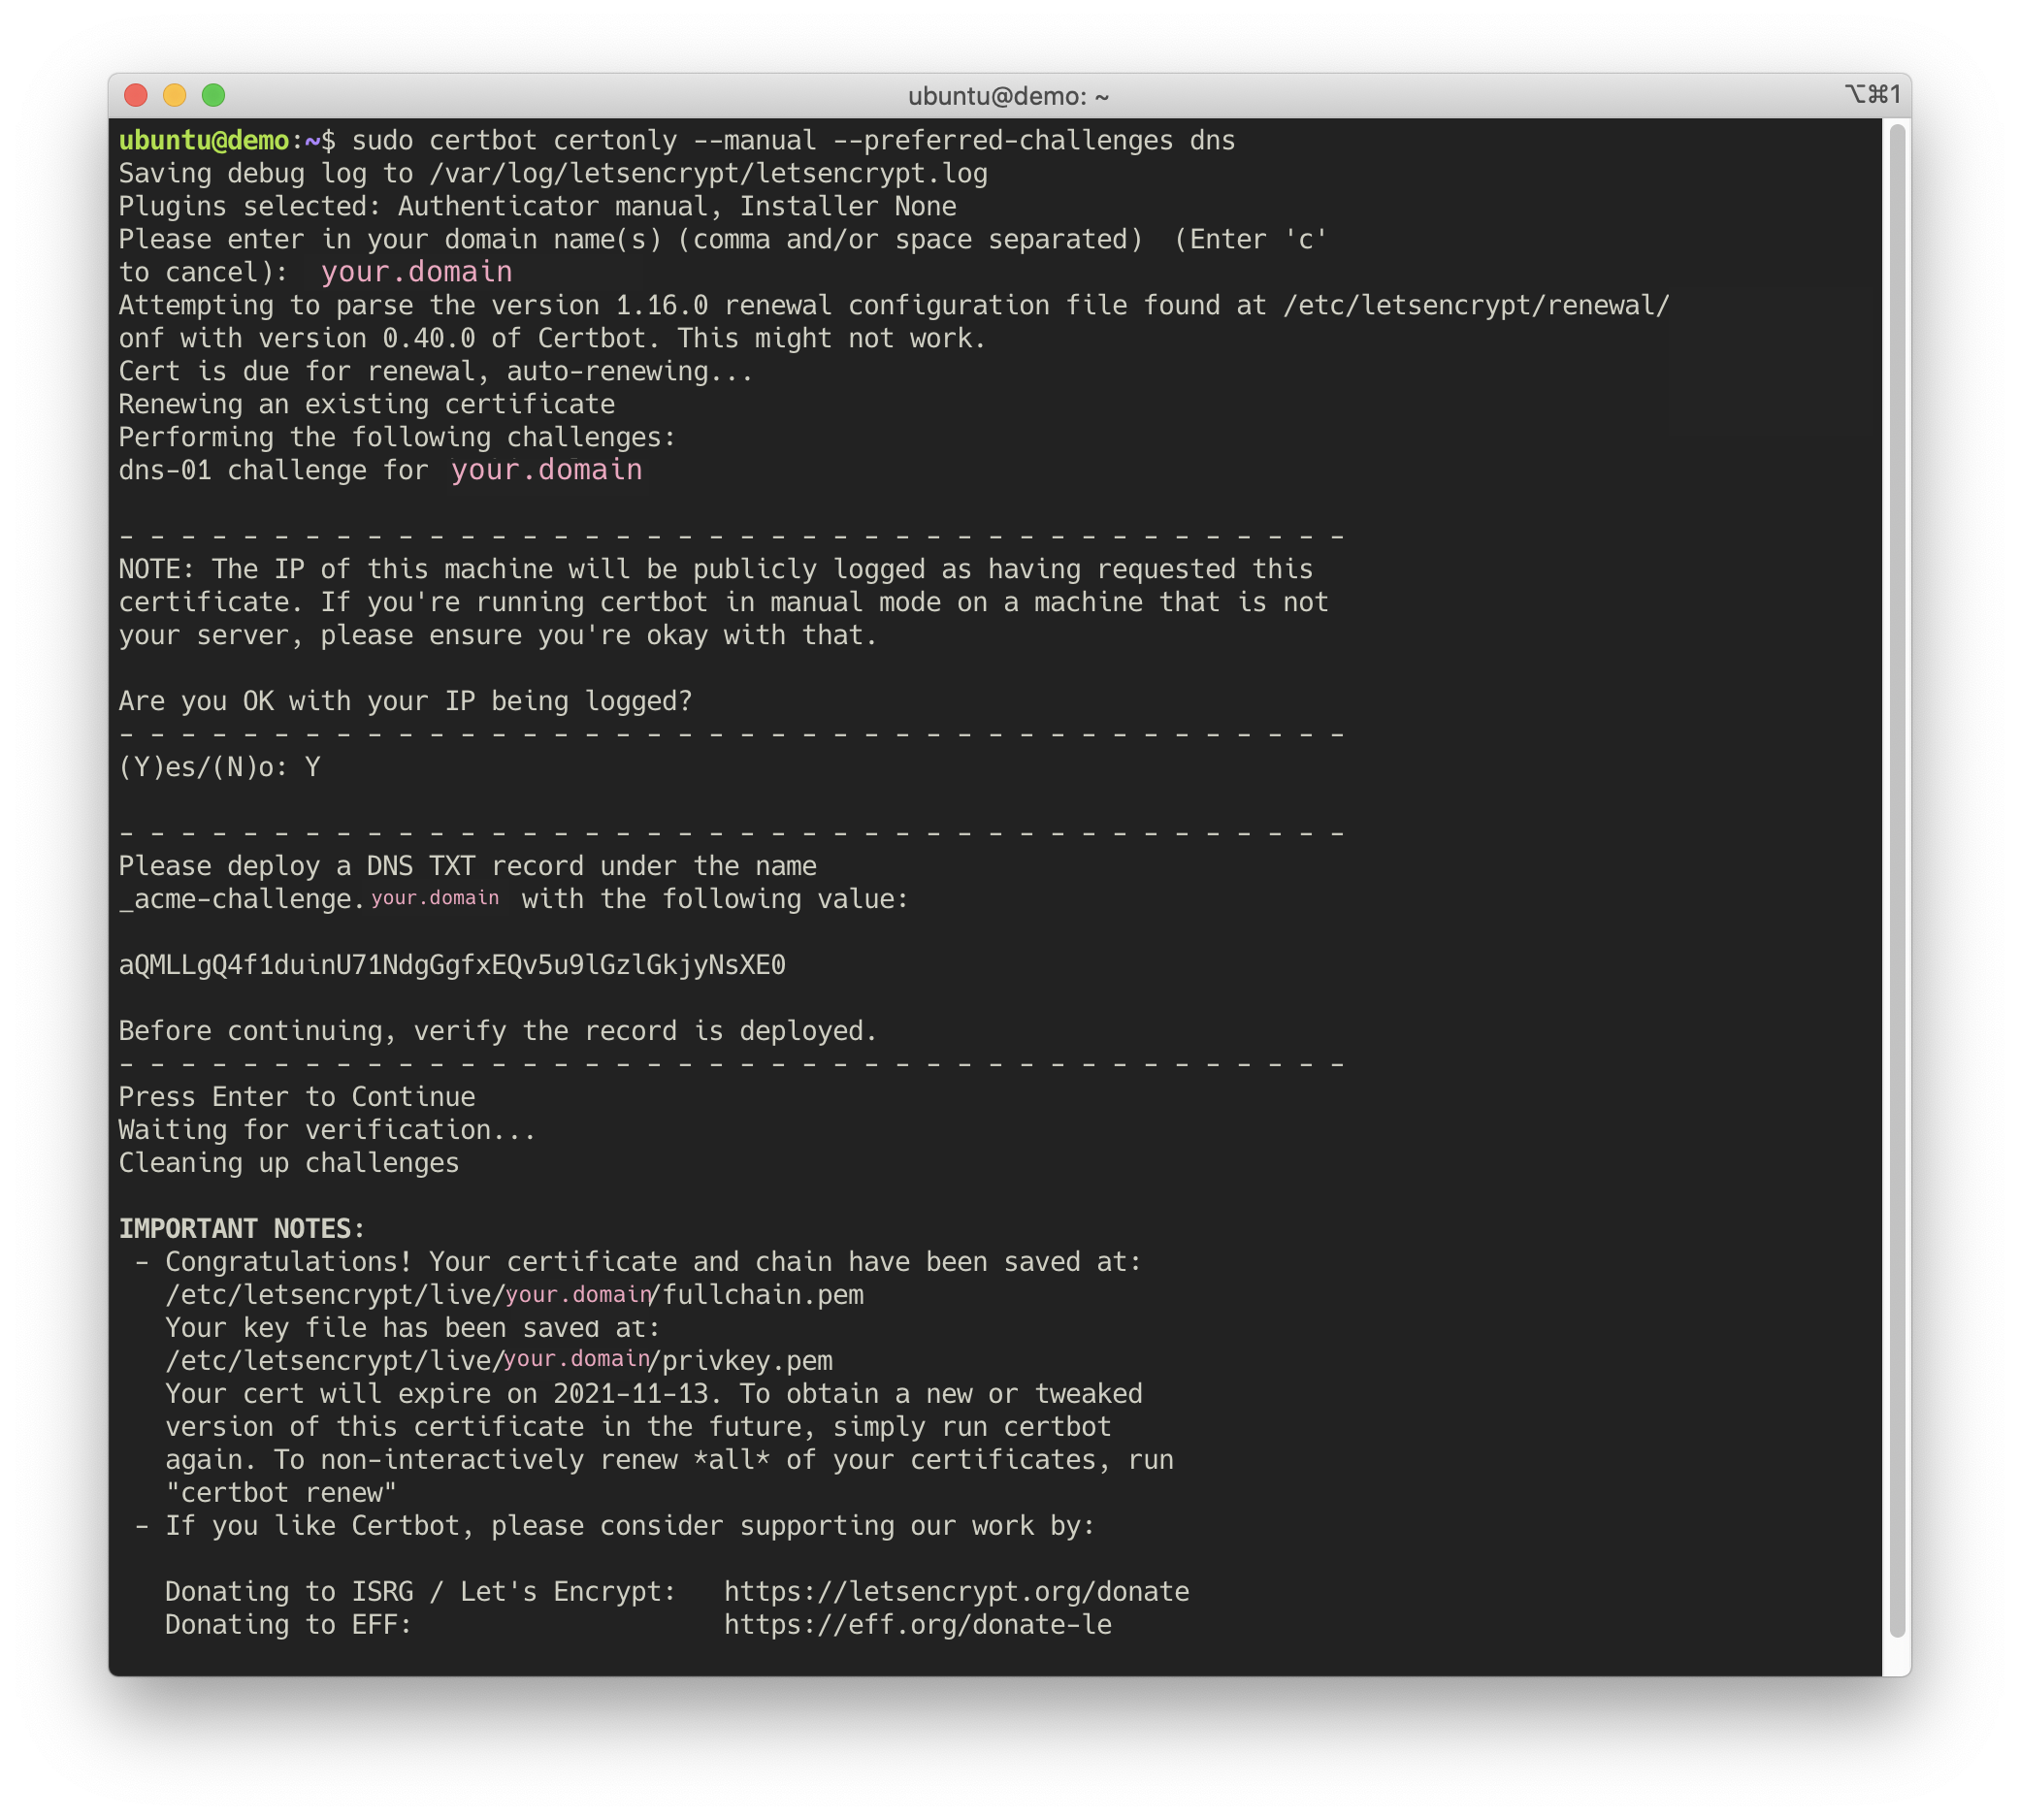 ubuntu@demo: ~
⌥⌘1
ubuntu@demo:~$ sudo certbot certonly --manual --preferred-challenges dns
Saving debug log to /var/log/letsencrypt/letsencrypt.log
Plugins selected: Authenticator manual, Installer None
Please enter in your domain name(s) (comma and/or space separated)  (Enter 'c'
to cancel):  your.domain
Attempting to parse the version 1.16.0 renewal configuration file found at /etc/letsencrypt/renewal/
onf with version 0.40.0 of Certbot. This might not work.
Cert is due for renewal, auto-renewing...
Renewing an existing certificate
Performing the following challenges:
dns-01 challenge for your.domain
- - - - - - - - - - - - - - - - - - - - - - - - - - - - - - - - - - - - - - - -
NOTE: The IP of this machine will be publicly logged as having requested this
certificate. If you're running certbot in manual mode on a machine that is not
your server, please ensure you're okay with that.
Are you OK with your IP being logged?
- - - - - - - - - - - - - - - - - - - - - - - - - - - - - - - - - - - - - - - -
(Y)es/(N)o: Y
- - - - - - - - - - - - - - - - - - - - - - - - - - - - - - - - - - - - - - - -
Please deploy a DNS TXT record under the name
_acme-challenge.your.domain with the following value:
aQMLLgQ4f1duinU71NdgGgfxEQv5u9lGzlGkjyNsXE0
Before continuing, verify the record is deployed.
- - - - - - - - - - - - - - - - - - - - - - - - - - - - - - - - - - - - - - - -
Press Enter to Continue
Waiting for verification...
Cleaning up challenges
IMPORTANT NOTES:
 - Congratulations! Your certificate and chain have been saved at:
   /etc/letsencrypt/live/your.domain/fullchain.pem
   Your key file has been saved at:
   /etc/letsencrypt/live/your.domain/privkey.pem
   Your cert will expire on 2021-11-13. To obtain a new or tweaked
   version of this certificate in the future, simply run certbot
   again. To non-interactively renew *all* of your certificates, run
   "certbot renew"
 - If you like Certbot, please consider supporting our work by:
   Donating to ISRG / Let's Encrypt:   https://letsencrypt.org/donate
   Donating to EFF:                    https://eff.org/donate-le